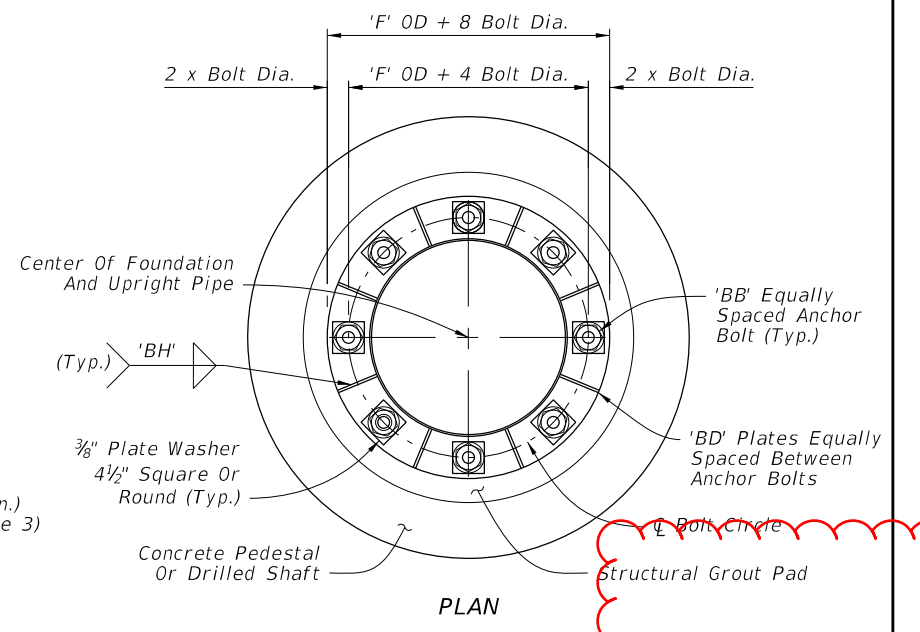 'F' OD + 8 Bolt Dia.
2 x Bolt Dia.
'F' OD + 4 Bolt Dia.
2 x Bolt Dia.
Center Of Foundation
And Upright Pipe
'BB' Equally
Spaced Anchor
Bolt (Typ.)
(Typ.)
'BH'
'BD' Plates Equally
Spaced Between
Anchor Bolts
⅜" Plate Washer
4½" Square Or
Round (Typ.)
n.)
e 3)
℄ Bolt Circle
Concrete Pedestal
Or Drilled Shaft
Structural Grout Pad
PLAN